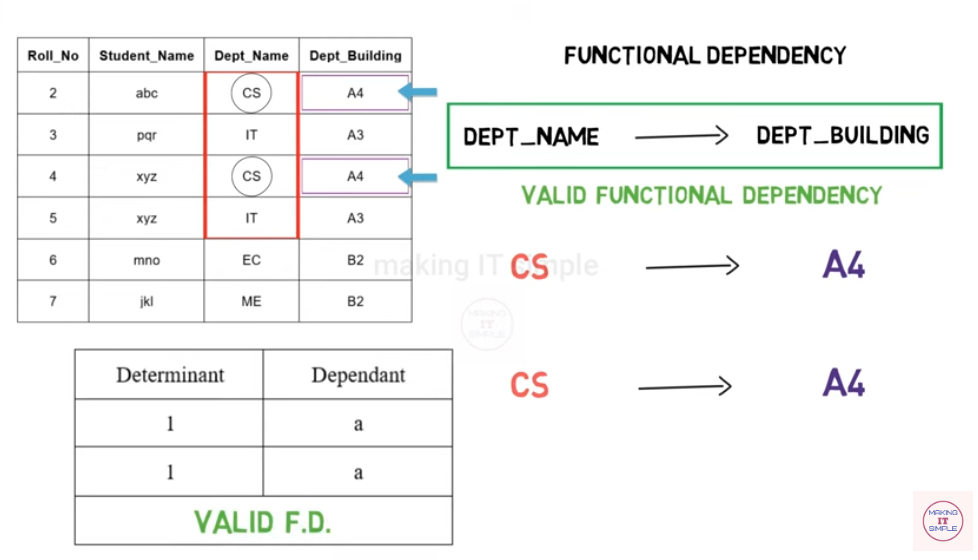 Roll_No Student_Name Dept_Name Dept_Building
2 abc CS A4
3 pqr IT A3
4 xyz CS A4
5 xyz IT A3
6 mno EC B2
7 jkl ME B2
FUNCTIONAL DEPENDENCY
DEPT_NAME DEPT_BUILDING
VALID FUNCTIONAL DEPENDENCY
making IT simple
CS A4
MAKING
IT
SIMPLE
CS A4
Determinant Dependant
1 a
1 a
VALID F.D.
MAKING
IT
SIMPLE